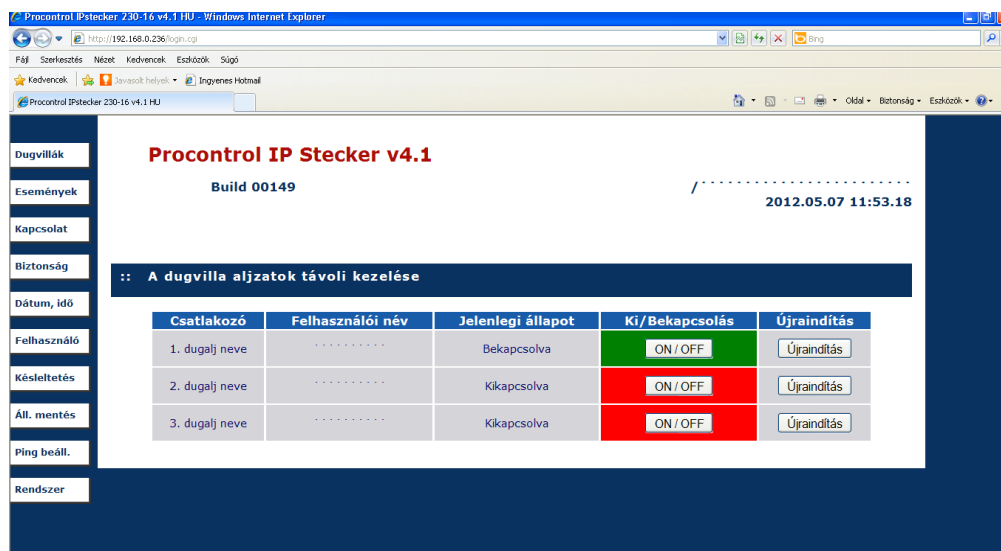 Procontrol IPstecker 230-16 v4.1 HU - Windows Internet Explorer
http://192.168.0.236/login.cgi
Bing
Fájl Szerkesztés Nézet Kedvencek Eszközök Súgó
Kedvencek Javasolt helyek Ingyenes Hotmail
Procontrol IPstecker 230-16 v4.1 HU
Oldal Biztonság Eszközök
Dugvillák
Események
Kapcsolat
Biztonság
Dátum, idő
Felhasználó
Késleltetés
Áll. mentés
Ping beáll.
Rendszer
Procontrol IP Stecker v4.1
Build 00149
/
2012.05.07 11:53.18
:: A dugvilla aljzatok távoli kezelése
Csatlakozó Felhasználói név Jelenlegi állapot Ki/Bekapcsolás Újraindítás
1. dugalj neve Bekapcsolva ON / OFF Újraindítás
2. dugalj neve Kikapcsolva ON / OFF Újraindítás
3. dugalj neve Kikapcsolva ON / OFF Újraindítás